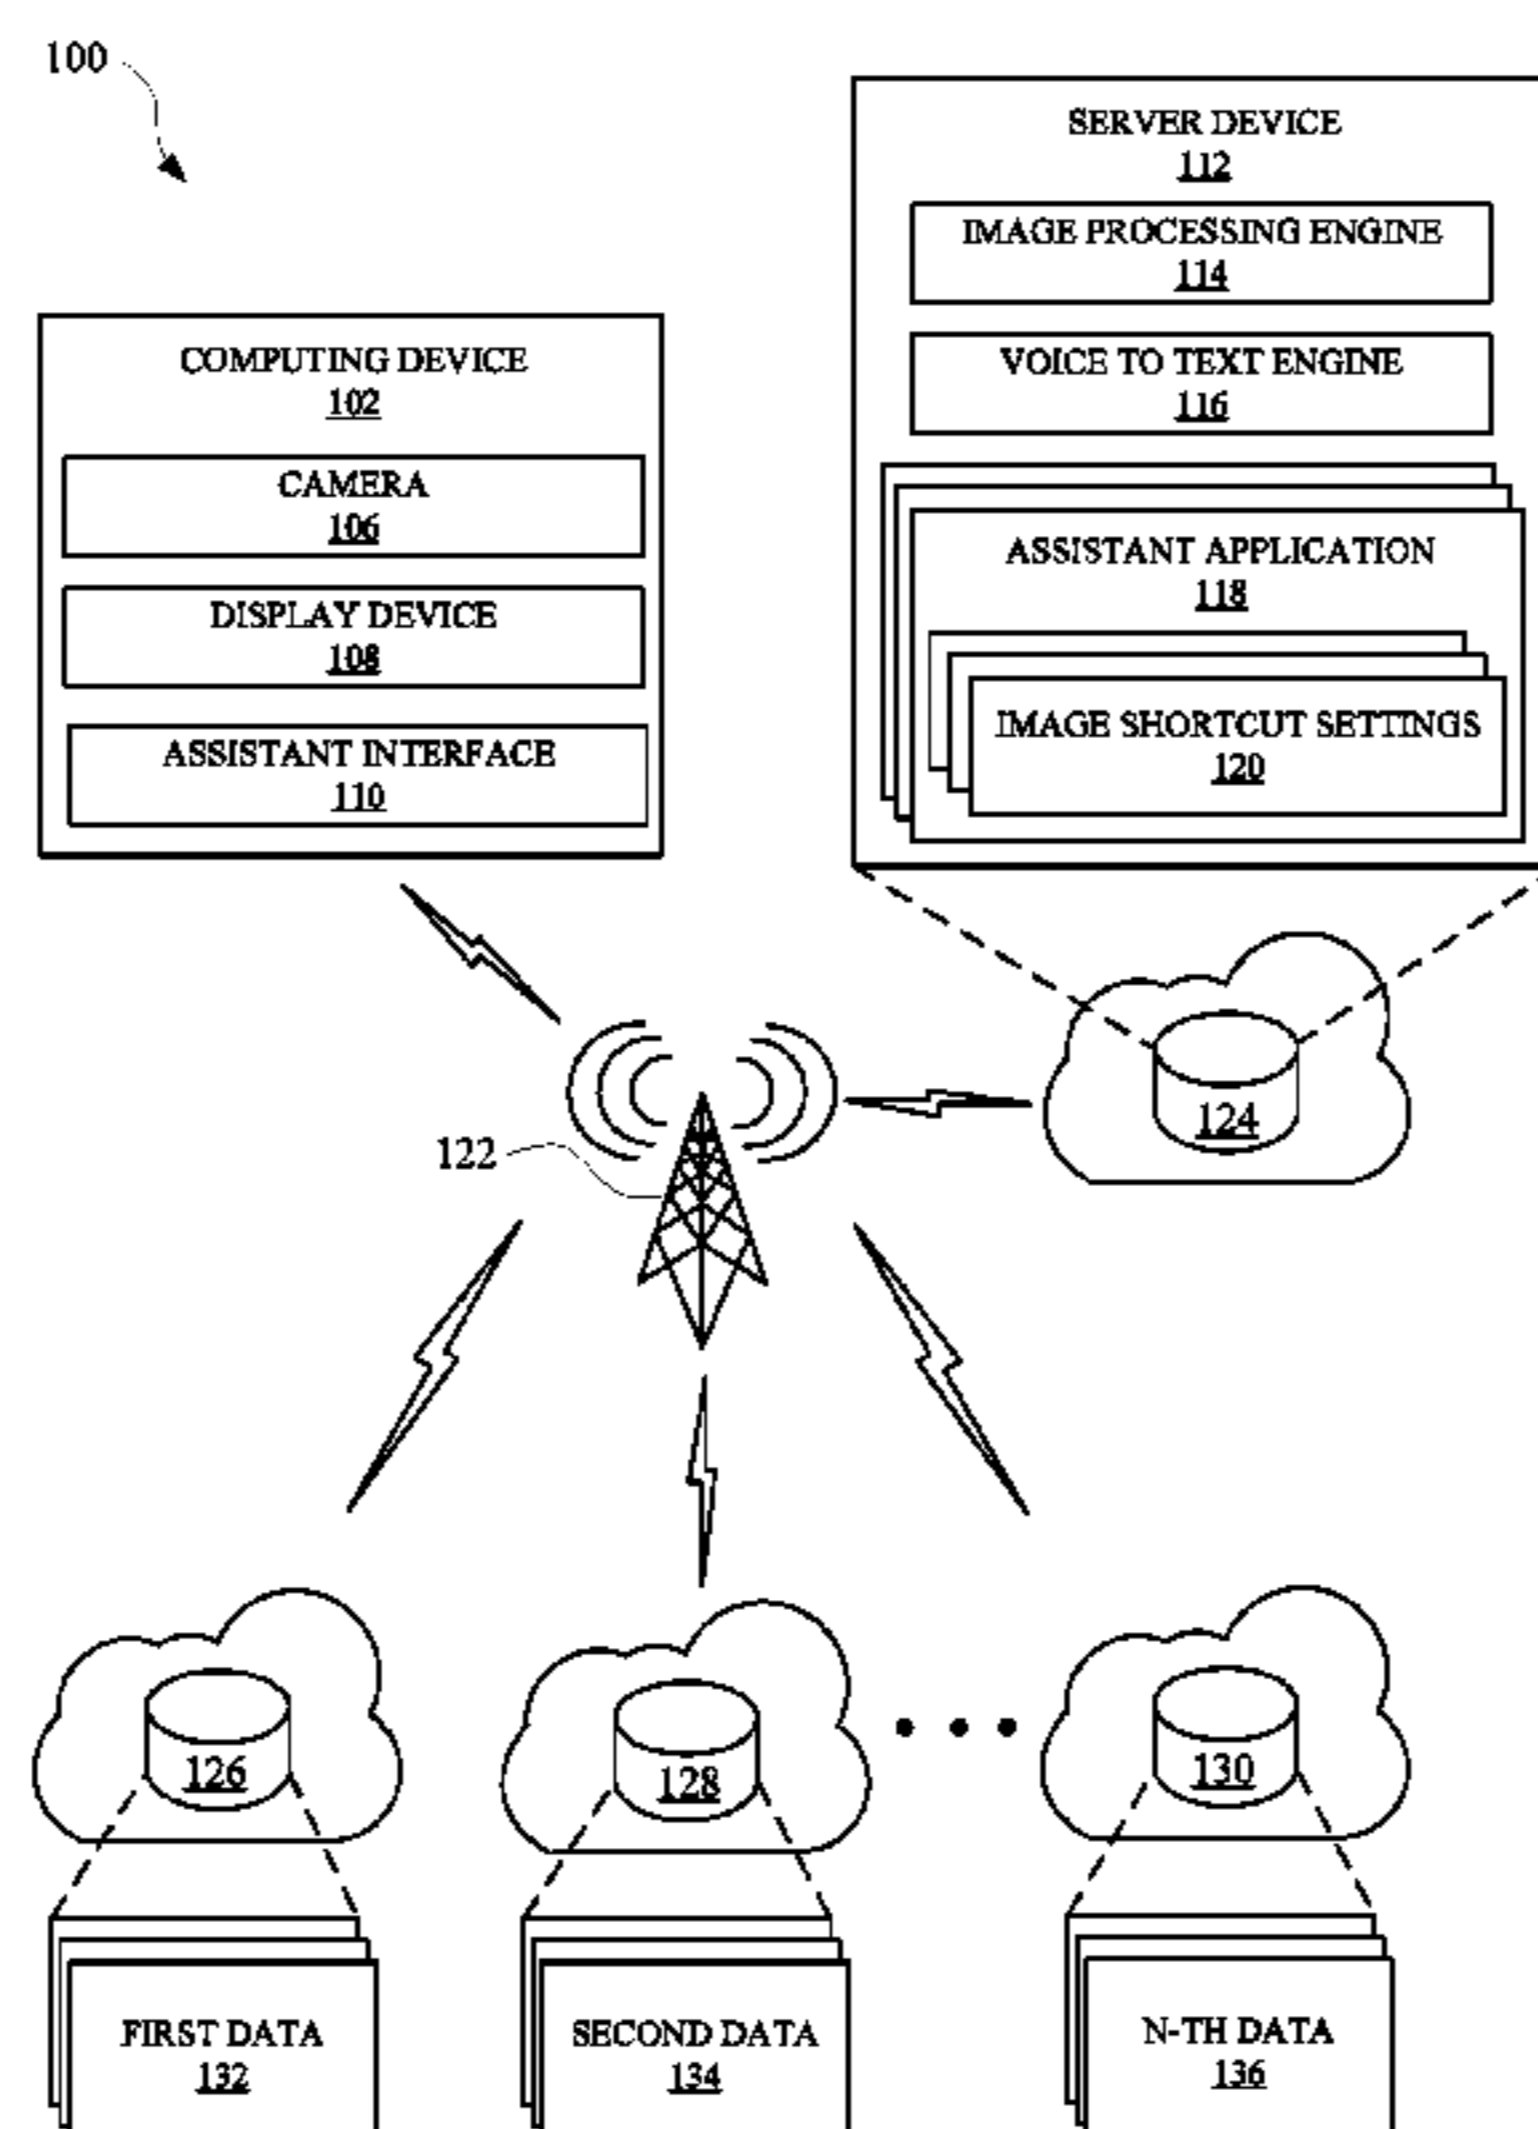 100
SERVER DEVICE
112
IMAGE PROCESSING ENGINE
114
VOICE TO TEXT ENGINE
116
ASSISTANT APPLICATION
118
IMAGE SHORTCUT SETTINGS
120
COMPUTING DEVICE
102
CAMERA
106
DISPLAY DEVICE
108
ASSISTANT INTERFACE
110
122
124
126
128
130
FIRST DATA
132
SECOND DATA
134
N-TH DATA
136